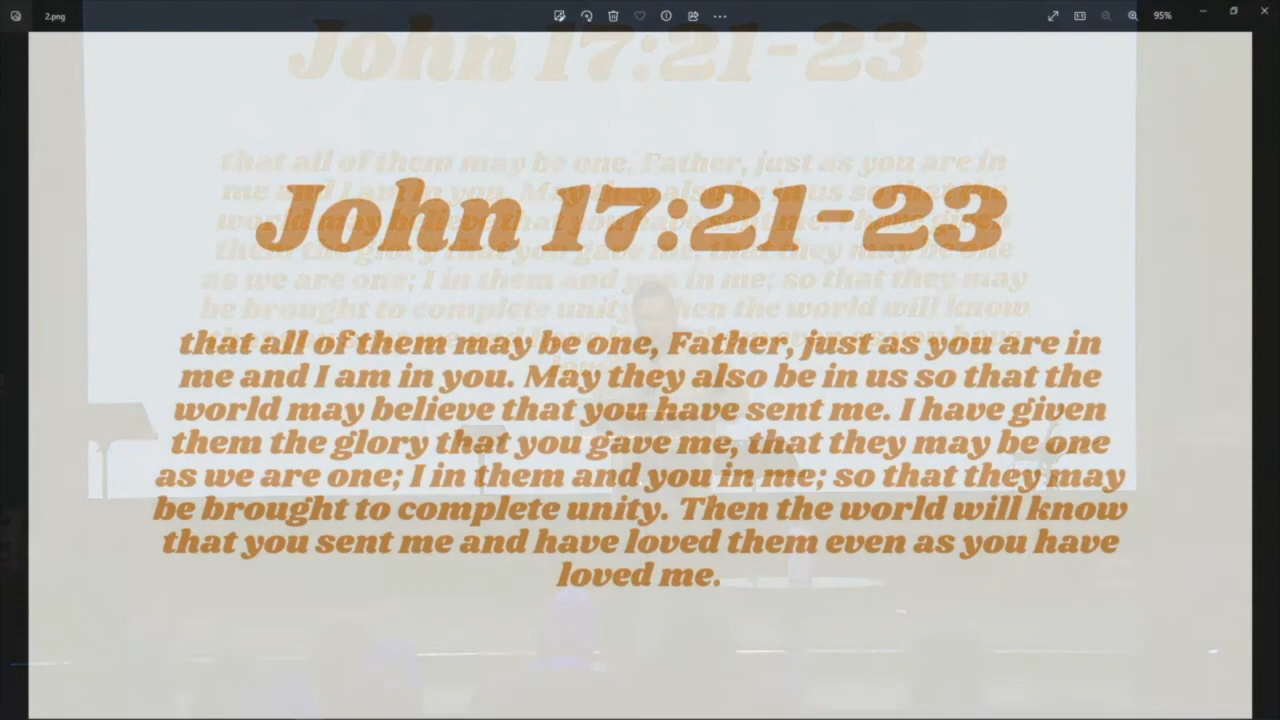 2.png
95%
John 17:21-23
that all of them may be one, Father, just as you are in
me and I am in you. May they also be in us so that the
world may believe that you have sent me. I have given
them the glory that you gave me, that they may be one
as we are one; I in them and you in me; so that they may
be brought to complete unity. Then the world will know
that you sent me and have loved them even as you have
loved me.